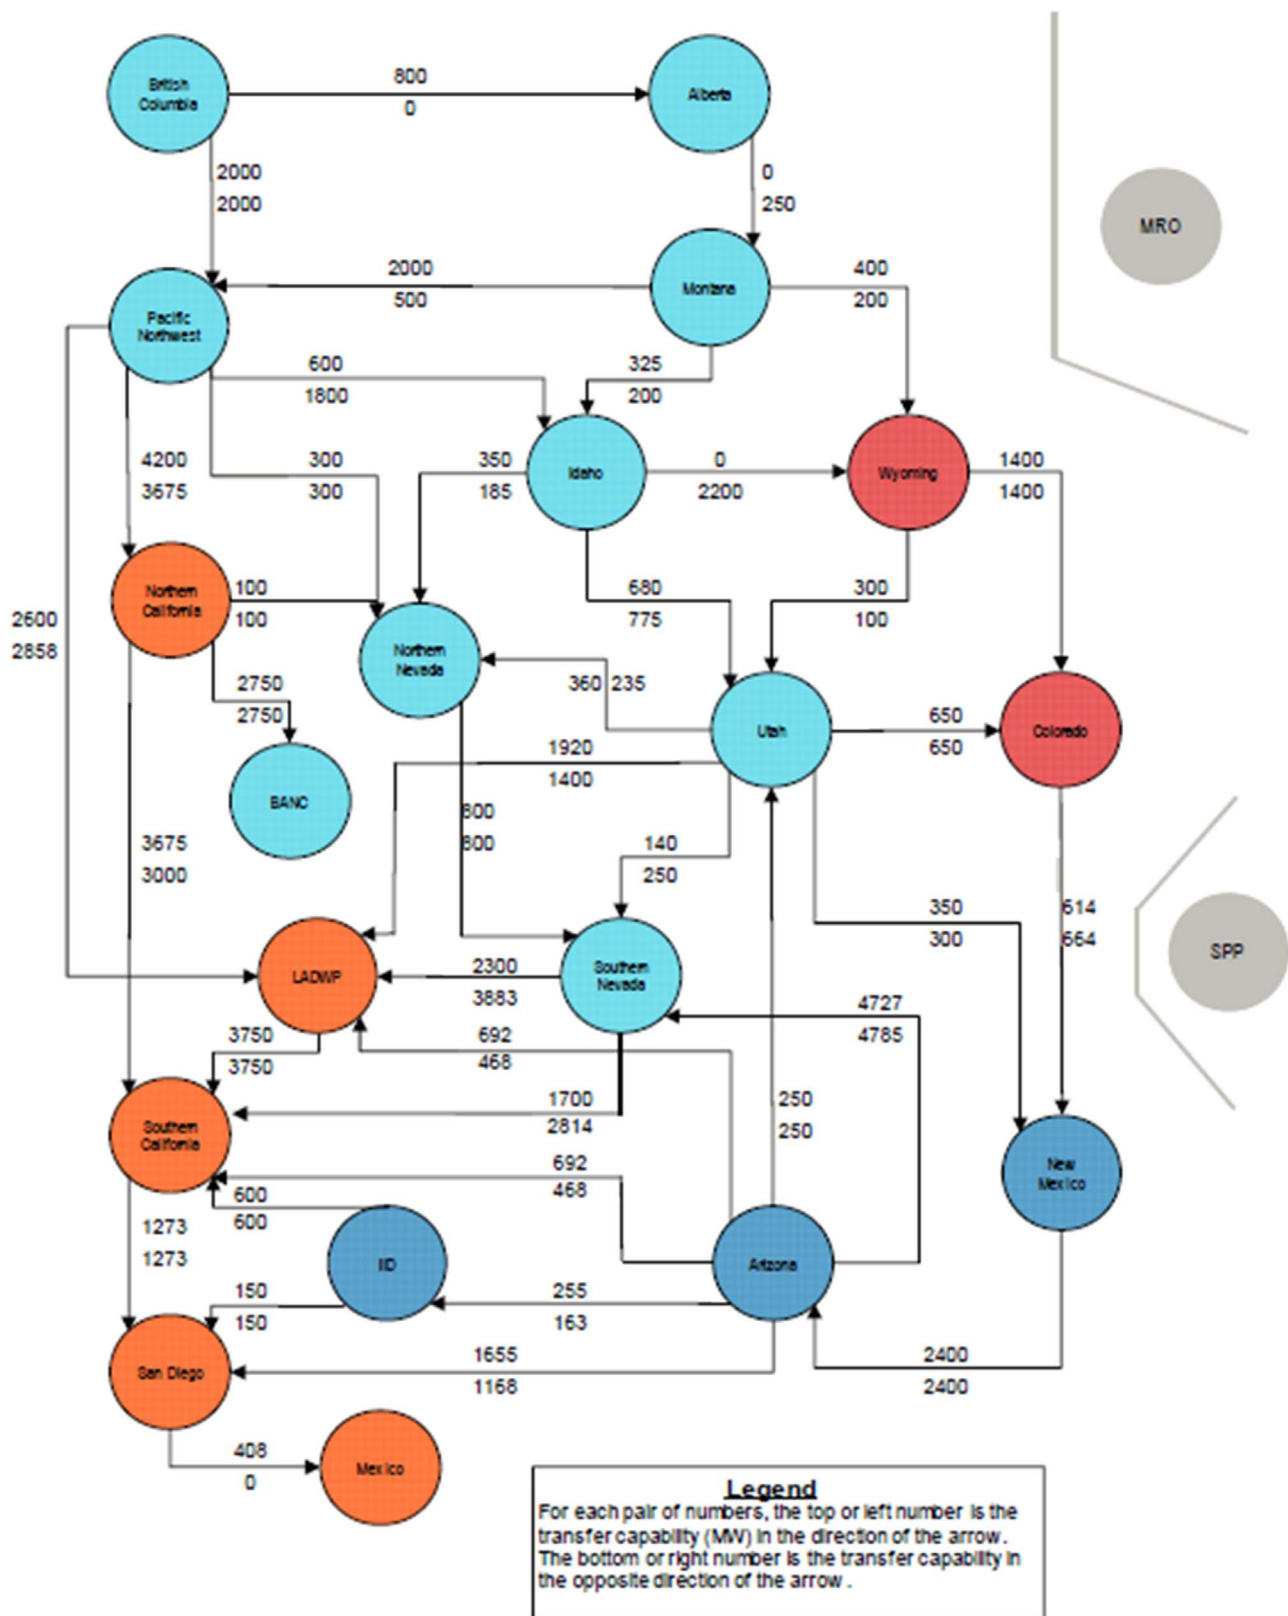 British
Columbia
800
0
Alberta
2000
2000
0
250
MRO
2000
500
Montana
400
200
Pacific
Northwest
600
1800
325
200
4200
3675
300
300
350
185
Idaho
0
2200
Wyoming
1400
1400
Northern
California
100
100
680
775
300
100
2600
2858
Northern
Nevada
360 235
2750
2750
Utah
650
650
Colorado
1920
1400
BANC
800
800
3675
3000
140
250
350
300
614
664
SPP
LADWP
2300
3883
Southern
Nevada
4727
4785
3750
3750
692
468
1700
2814
250
250
Southern
California
692
468
New
Mexico
600
600
1273
1273
IID
Arizona
150
150
255
163
San Diego
1655
1168
2400
2400
408
0
Mexico
Legend
For each pair of numbers, the top or left number is the
transfer capability (MW) in the direction of the arrow.
The bottom or right number is the transfer capability in
the opposite direction of the arrow.